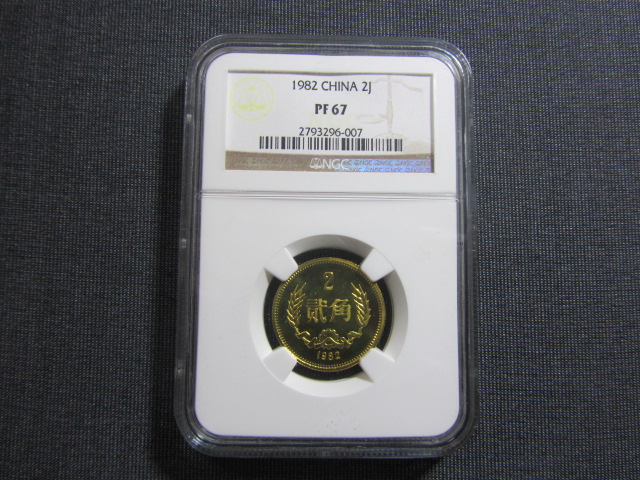 1982 CHINA 2J
PF 67
2793296-007
NGC
2
贰角
1982